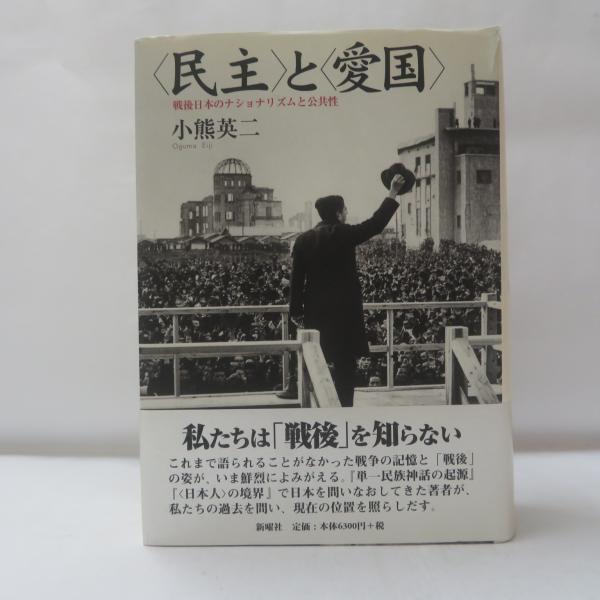 〈民主〉と〈愛国〉
戦後日本のナショナリズムと公共性
小熊英二
Oguma Eiji
私たちは「戦後」を知らない
これまで語られることがなかった戦争の記憶と「戦後」
の姿が、いま鮮烈によみがえる。『単一民族神話の起源』
『〈日本人〉の境界』で日本を問いなおしてきた著者が、
私たちの過去を問い、現在の位置を照らしだす。
新曜社 定価：本体6300円+税